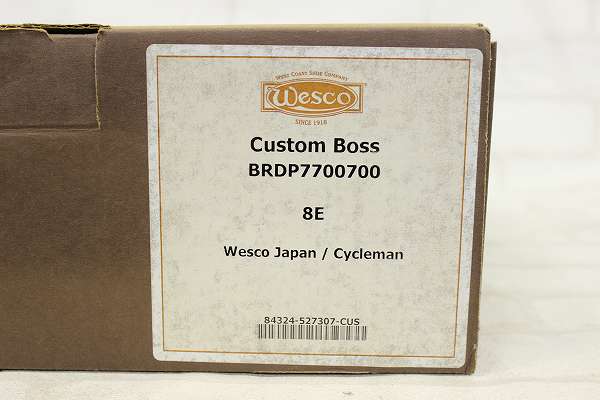 WEST COAST SHOE COMPANY
Wesco
SINCE 1918
Custom Boss
BRDP7700700
8E
Wesco Japan / Cycleman
84324-527307-CUS